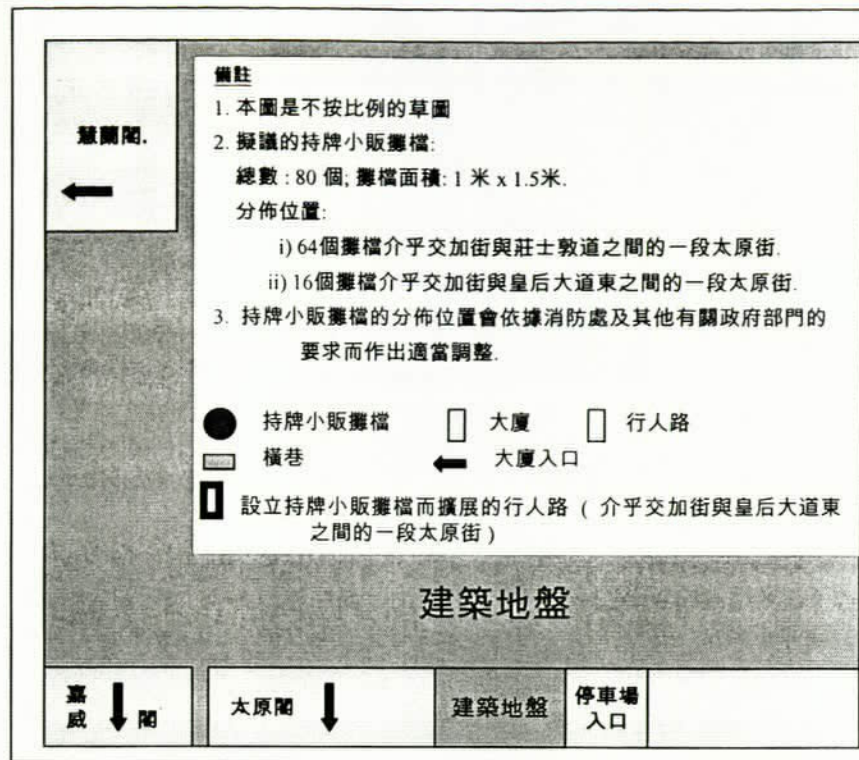 慧蘭閣.
備註
1. 本圖是不按比例的草圖
2. 擬議的持牌小販攤檔:
總數 : 80 個; 攤檔面積: 1 米 x 1.5米.
分佈位置:
i) 64個攤檔介乎交加街與莊士敦道之間的一段太原街.
ii) 16個攤檔介乎交加街與皇后大道東之間的一段太原街.
3. 持牌小販攤檔的分佈位置會依據消防處及其他有關政府部門的
要求而作出適當調整.
持牌小販攤檔 大廈 行人路
橫巷 大廈入口
設立持牌小販攤檔而擴展的行人路 ( 介乎交加街與皇后大道東
之間的一段太原街 )
建築地盤
嘉威閣
太原閣
建築地盤
停車場
入口